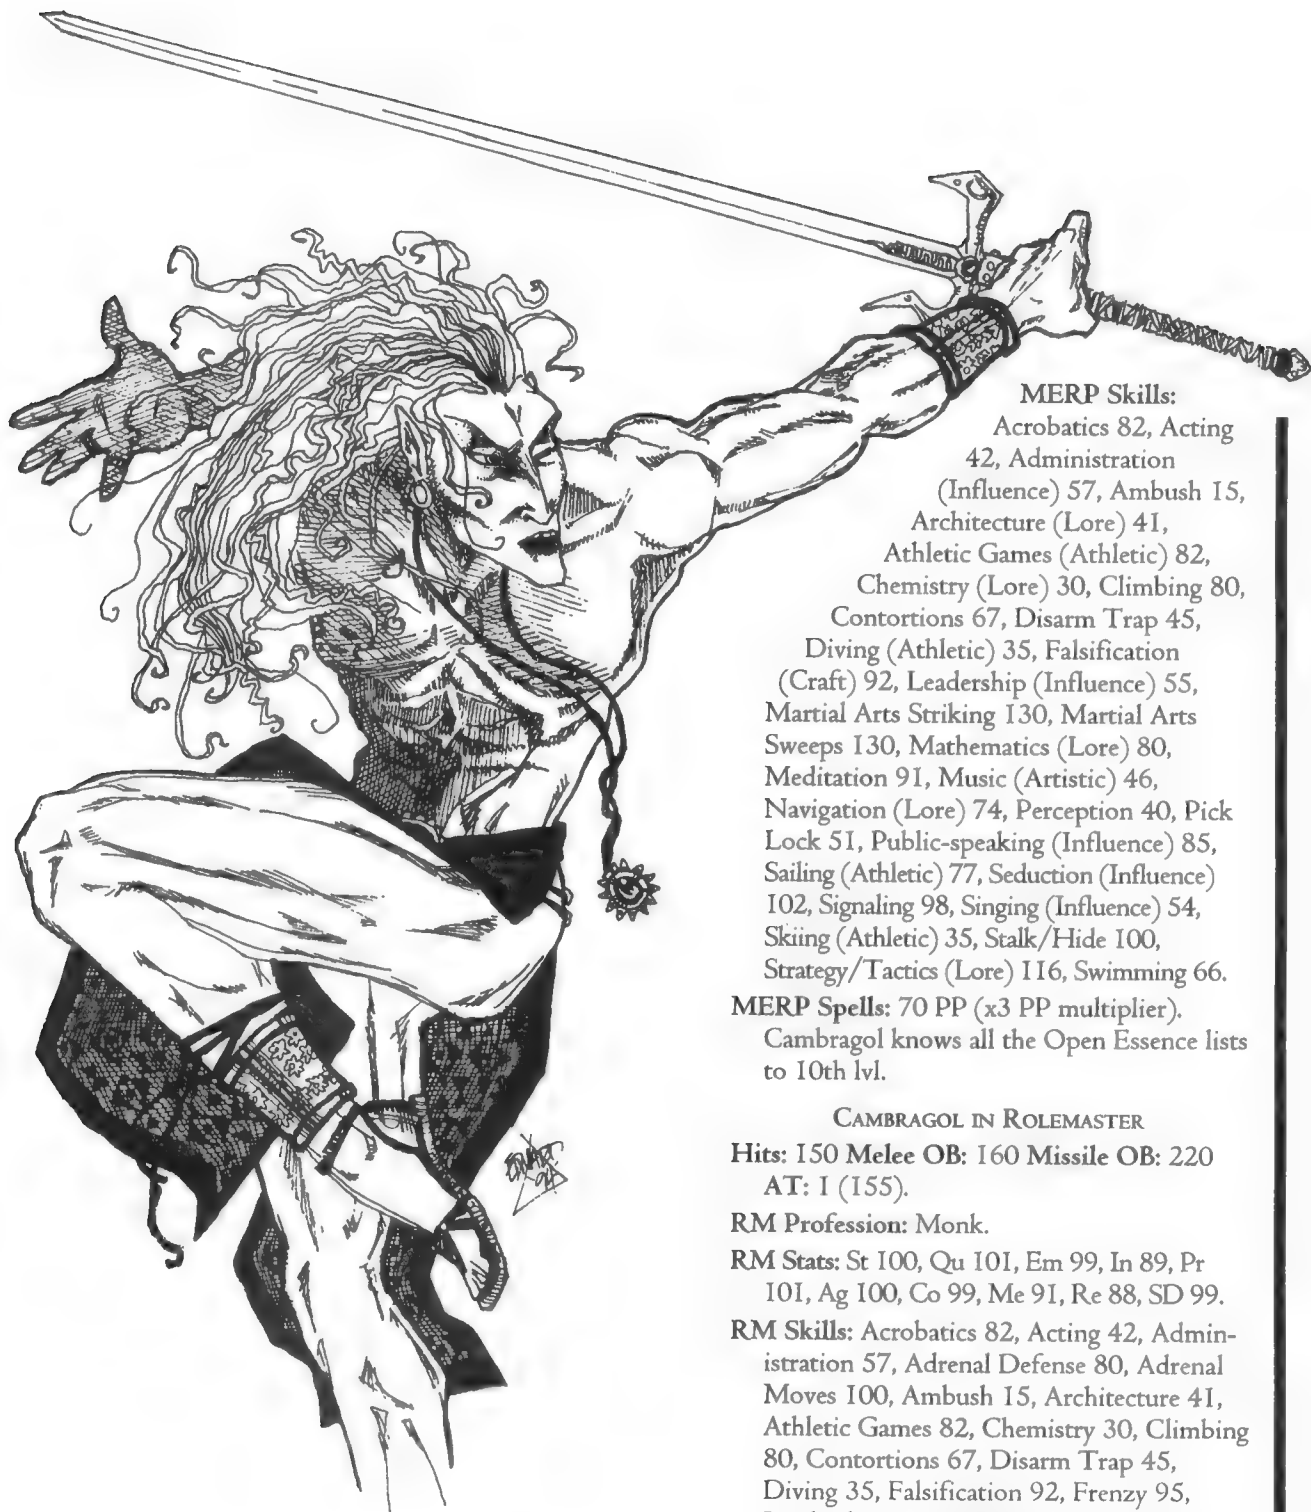 MERP Skills:
Acrobatics 82, Acting
42, Administration
(Influence) 57, Ambush 15,
Architecture (Lore) 41,
Athletic Games (Athletic) 82,
Chemistry (Lore) 30, Climbing 80,
Contortions 67, Disarm Trap 45,
Diving (Athletic) 35, Falsification
(Craft) 92, Leadership (Influence) 55,
Martial Arts Striking 130, Martial Arts
Sweeps 130, Mathematics (Lore) 80,
Meditation 91, Music (Artistic) 46,
Navigation (Lore) 74, Perception 40, Pick
Lock 51, Public-speaking (Influence) 85,
Sailing (Athletic) 77, Seduction (Influence)
102, Signaling 98, Singing (Influence) 54,
Skiing (Athletic) 35, Stalk/Hide 100,
Strategy/Tactics (Lore) 116, Swimming 66.
MERP Spells: 70 PP (x3 PP multiplier).
Cambragol knows all the Open Essence lists
to 10th lvl.
CAMBRAGOL IN ROLEMASTER
Hits: 150 Melee OB: 160 Missile OB: 220
AT: 1 (155).
RM Profession: Monk.
RM Stats: St 100, Qu 101, Em 99, In 89, Pr
101, Ag 100, Co 99, Me 91, Re 88, SD 99.
RM Skills: Acrobatics 82, Acting 42, Admin-
istration 57, Adrenal Defense 80, Adrenal
Moves 100, Ambush 15, Architecture 41,
Athletic Games 82, Chemistry 30, Climbing
80, Contortions 67, Disarm Trap 45,
Diving 35, Falsification 92, Frenzy 95,